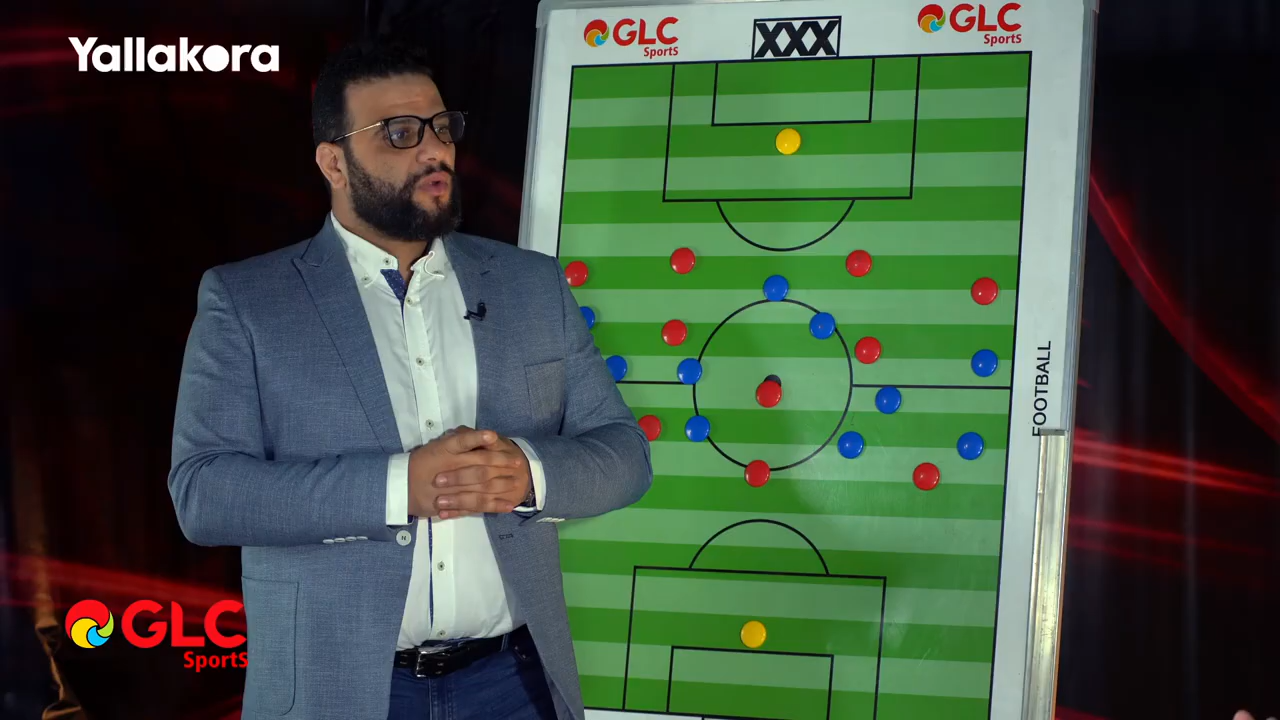 Yallakora
GLC
Sports
XXX
GLC
Sports
FOOTBALL
GLC
Sports